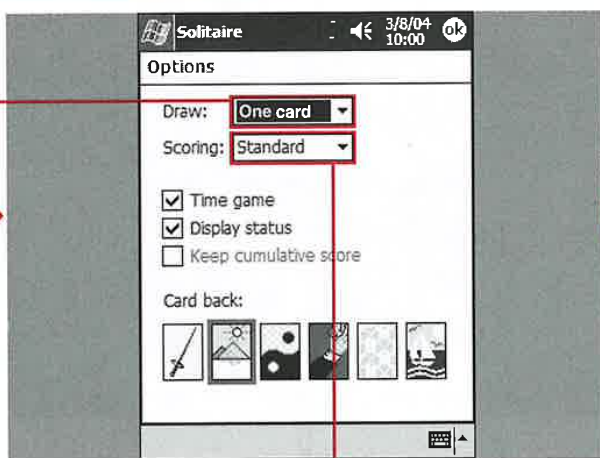 Solitaire 3/8/04 10:00 ok
Options
Draw: One card
Scoring: Standard
Time game
Display status
Keep cumulative score
Card back: